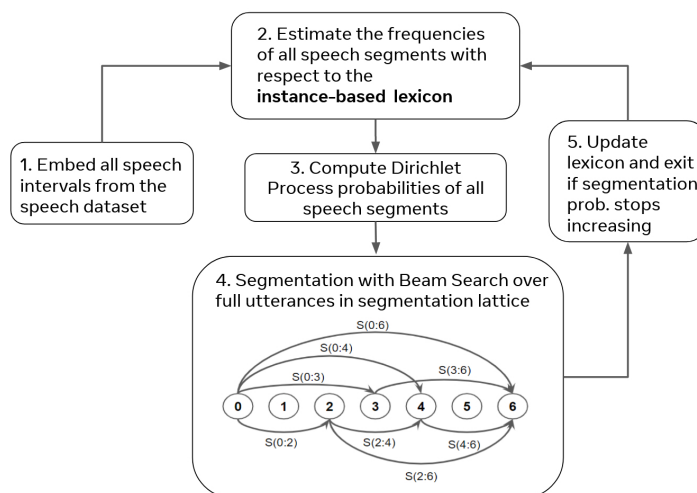 2. Estimate the frequencies
of all speech segments with
respect to the
instance-based lexicon
1. Embed all speech
intervals from the
speech dataset
3. Compute Dirichlet
Process probabilities of all
speech segments
5. Update
lexicon and exit
if segmentation
prob. stops
increasing
4. Segmentation with Beam Search over
full utterances in segmentation lattice
S(0:6)
S(0:4)
S(0:3)
S(3:6)
0 1 2 3 4 5 6
S(0:2)
S(2:4)
S(4:6)
S(2:6)